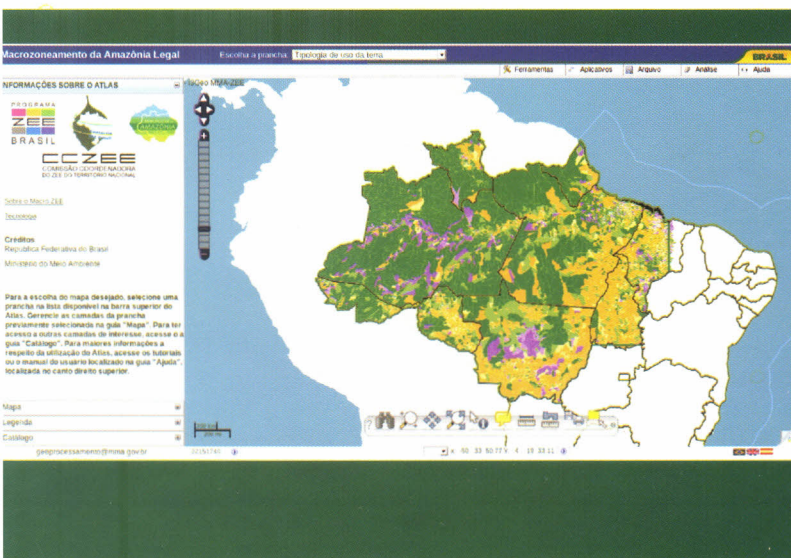 Macrozoneamento da Amazônia Legal
Escolha a prancha: Tipologia de uso da terra
BRASIL
Ferramentas Aplicativos Arquivo Análise Ajuda
NFORMAÇÕES SOBRE O ATLAS
MMA-ZEE
PROGRAMA
ZEE
BRASIL
AMAZÔNIA
CCZEE
COMISSÃO COORDENADORA
DO ZEE DO TERRITÓRIO NACIONAL
Sobre o Macro ZEE
Tecnologia
Créditos
Republica Federativa do Brasil
Ministério do Meio Ambiente
Para a escolha do mapa desejado, selecione uma
prancha na lista disponível na barra superior do
Atlas. Gerencie as camadas da prancha
previamente selecionada na guia "Mapa". Para ter
acesso a outras camadas de interesse, acesse o a
guia "Catálogo". Para maiores informações a
respeito da utilização do Atlas, acesse os tutoriais
ou o manual do usuário localizado na guia "Ajuda",
localizada no canto direito superior.
Mapa
Legenda
Catálogo
geoprocessamento@mma.gov.br